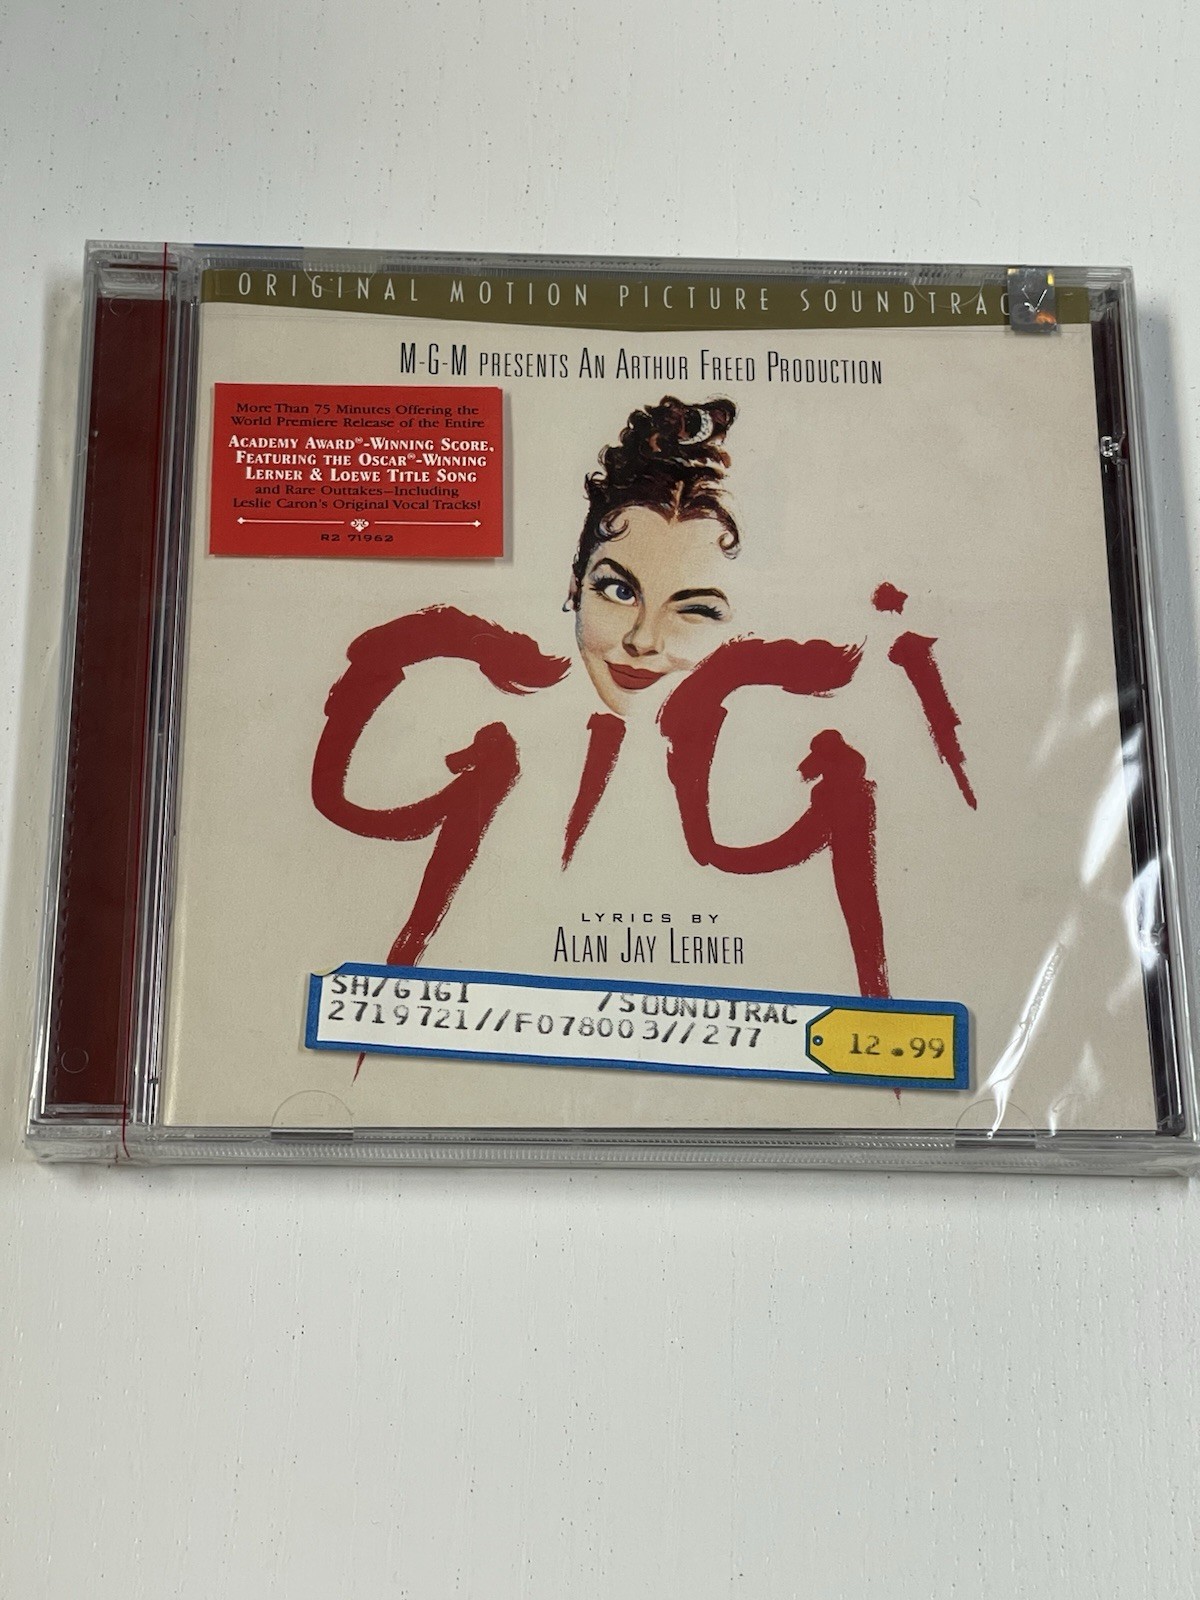 ORIGINAL MOTION PICTURE SOUNDTRAC
M-G-M PRESENTS AN ARTHUR FREED PRODUCTION
More Than 75 Minutes Offering the
World Premiere Release of the Entire
ACADEMY AWARD®-WINNING SCORE,
FEATURING THE OSCAR®-WINNING
LERNER & LOEWE TITLE SONG
and Rare Outtakes—Including
Leslie Caron's Original Vocal Tracks!
R2 71962
GiGi
LYRICS BY
ALAN JAY LERNER
SH/GIGI /SOUNDTRAC
2719721//F078003//277
12.99